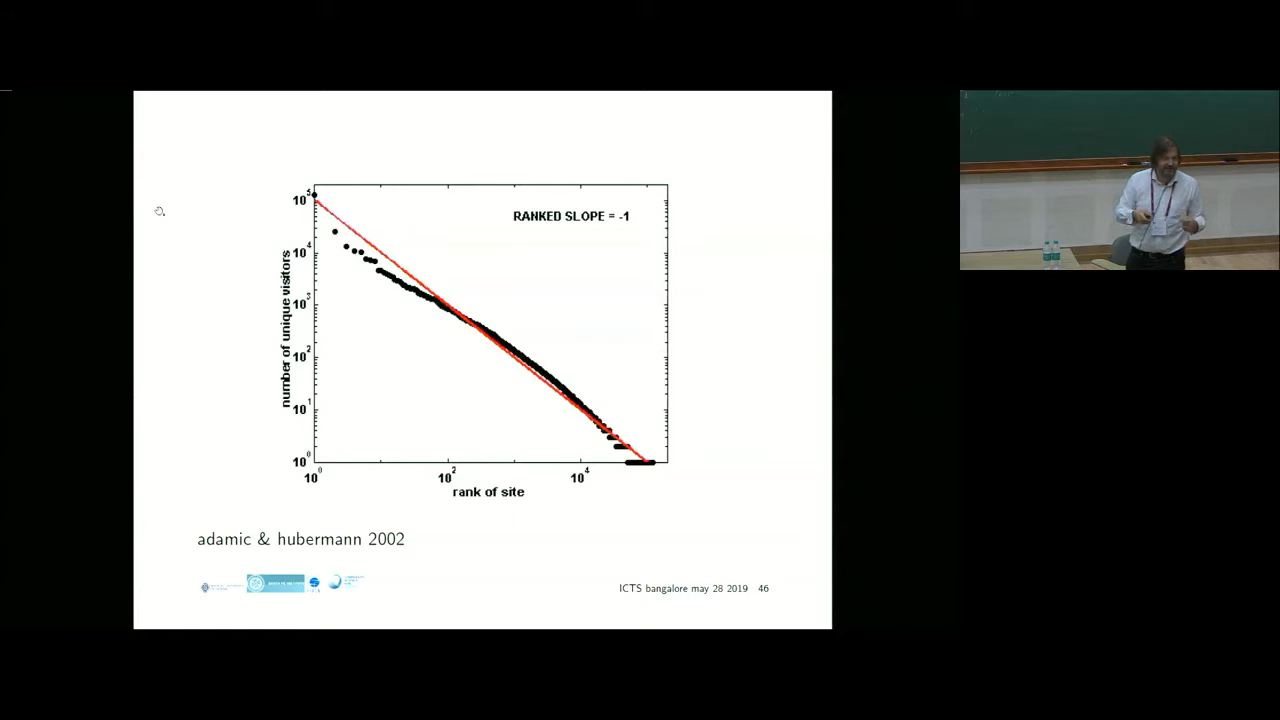 RANKED SLOPE = -1
number of unique visitors
10^5
10^4
10^3
10^2
10^1
10^0
10^0
10^2
10^4
rank of site
adamic & hubermann 2002
ICTS bangalore may 28 2019 46